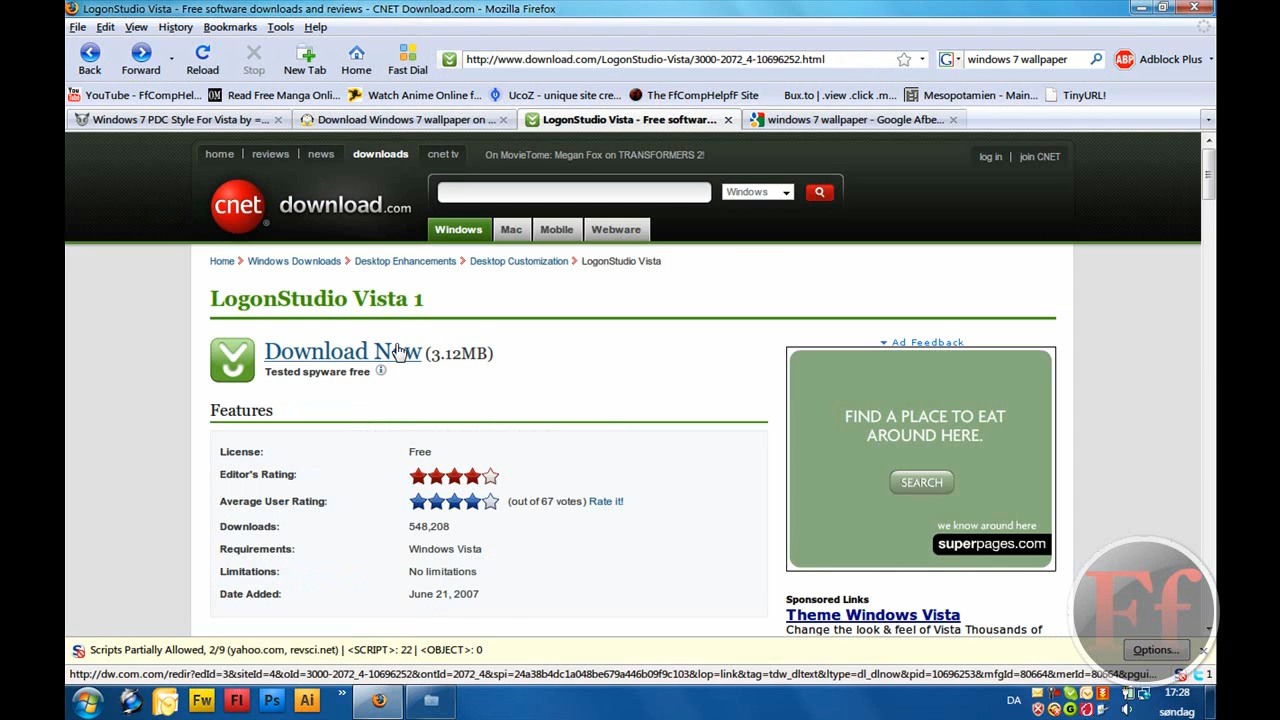 LogonStudio Vista - Free software downloads and reviews - CNET Download.com - Mozilla Firefox
File Edit View History Bookmarks Tools Help
http://www.download.com/LogonStudio-Vista/3000-2072_4-10696252.html
windows 7 wallpaper
Adblock Plus
Back Forward Reload Stop New Tab Home Fast Dial
YouTube - FfCompHel... Read Free Manga Onli... Watch Anime Online f... UcoZ - unique site cre... The FfCompHelpfF Site Bux.to | .view .click .m... Mesopotamien - Main... TinyURL!
Windows 7 PDC Style For Vista by =... Download Windows 7 wallpaper on ... LogonStudio Vista - Free softwar... windows 7 wallpaper - Google Afbe...
home reviews news downloads cnet tv On MovieTome: Megan Fox on TRANSFORMERS 2! log in | join CNET
cnet download.com
Windows
Windows Mac Mobile Webware
Home Windows Downloads Desktop Enhancements Desktop Customization LogonStudio Vista
LogonStudio Vista 1
Download Now (3.12MB)
Tested spyware free
Features
License: Free
Editor's Rating:
Average User Rating: (out of 67 votes) Rate it!
Downloads: 548,208
Requirements: Windows Vista
Limitations: No limitations
Date Added: June 21, 2007
Ad Feedback
FIND A PLACE TO EAT
AROUND HERE.
SEARCH
we know around here
superpages.com
Sponsored Links
Theme Windows Vista
Change the look & feel of Vista Thousands of
Ff
Scripts Partially Allowed, 2/9 (yahoo.com, revsci.net) | <SCRIPT>: 22 | <OBJECT>: 0
Options...
1
Fw Fl Ps Ai
DA
17:28
søndag